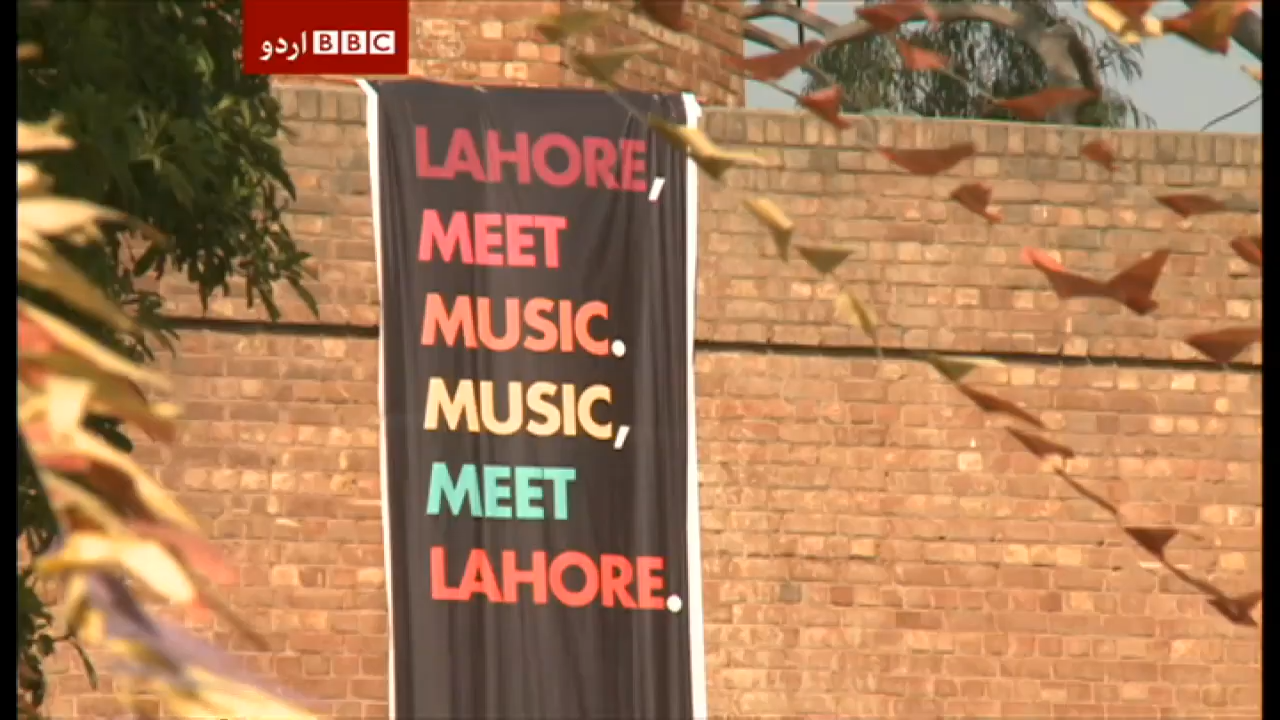 BBC اردو
LAHORE,
MEET
MUSIC.
MUSIC,
MEET
LAHORE.